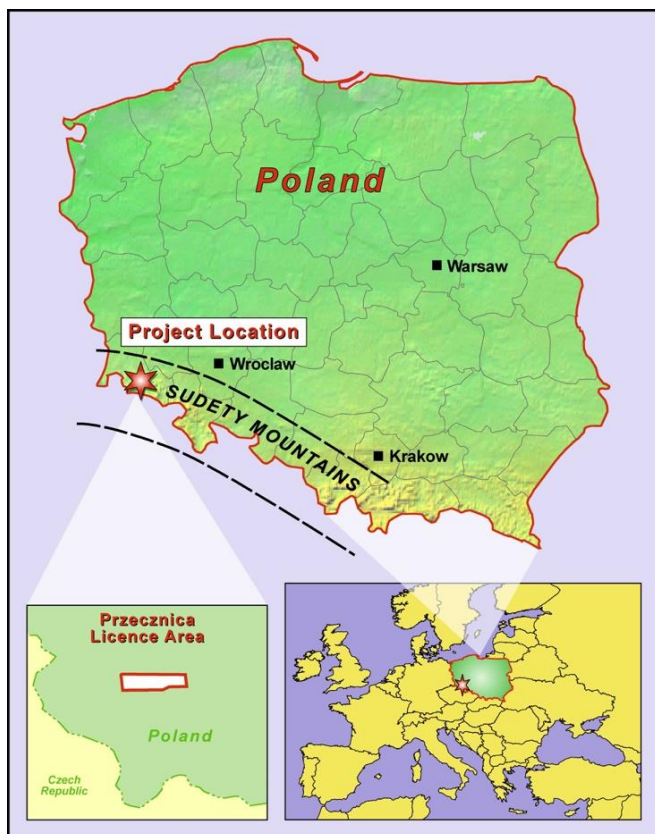 Poland
Warsaw
Project Location
Wroclaw
SUDETY MOUNTAINS
Krakow
Przecznica
Licence Area
Poland
Czech
Republic